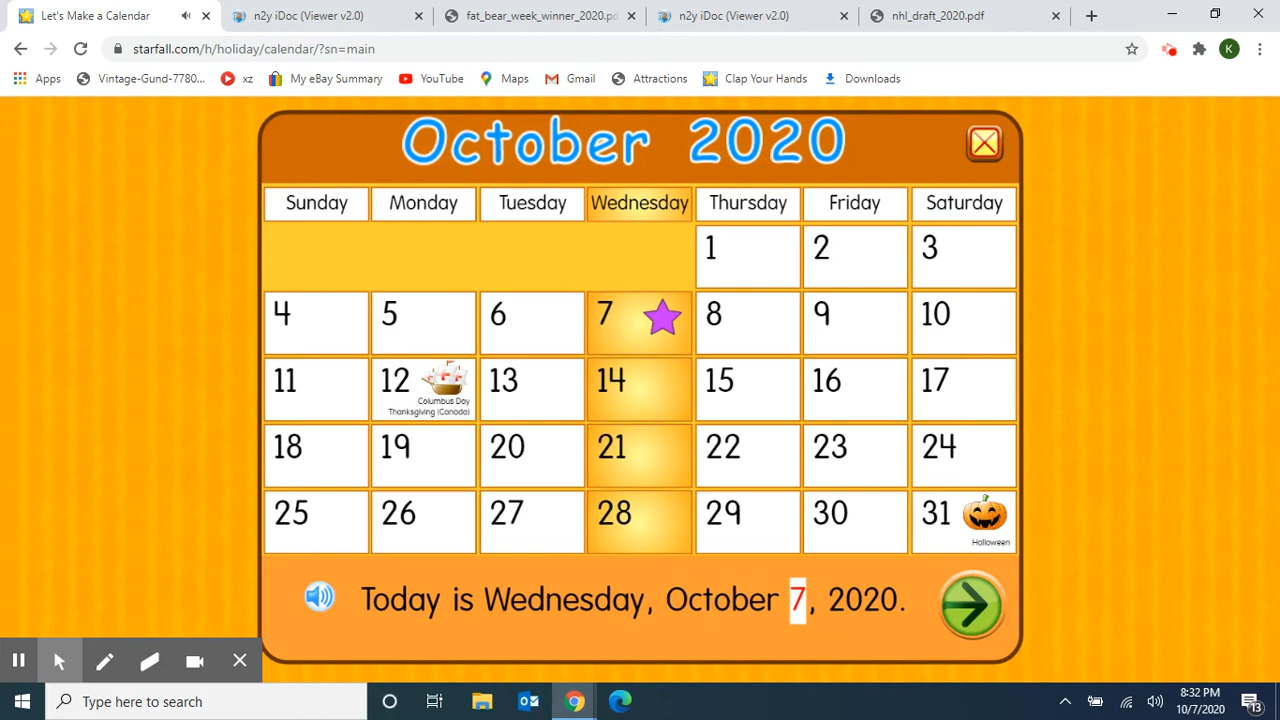 Let's Make a Calendar
n2y iDoc (Viewer v2.0)
fat_bear_week_winner_2020.pd
n2y iDoc (Viewer v2.0)
nhl_draft_2020.pdf
starfall.com/h/holiday/calendar/?sn=main
K
Apps
Vintage-Gund-7780...
xz
My eBay Summary
YouTube
Maps
Gmail
Attractions
Clap Your Hands
Downloads
October 2020
Sunday Monday Tuesday Wednesday Thursday Friday Saturday
1 2 3
4 5 6 7 8 9 10
11 12 13 14 15 16 17
Columbus Day
Thanksgiving (Canada)
18 19 20 21 22 23 24
25 26 27 28 29 30 31
Halloween
Today is Wednesday, October 7, 2020.
Type here to search
8:32 PM
10/7/2020
13